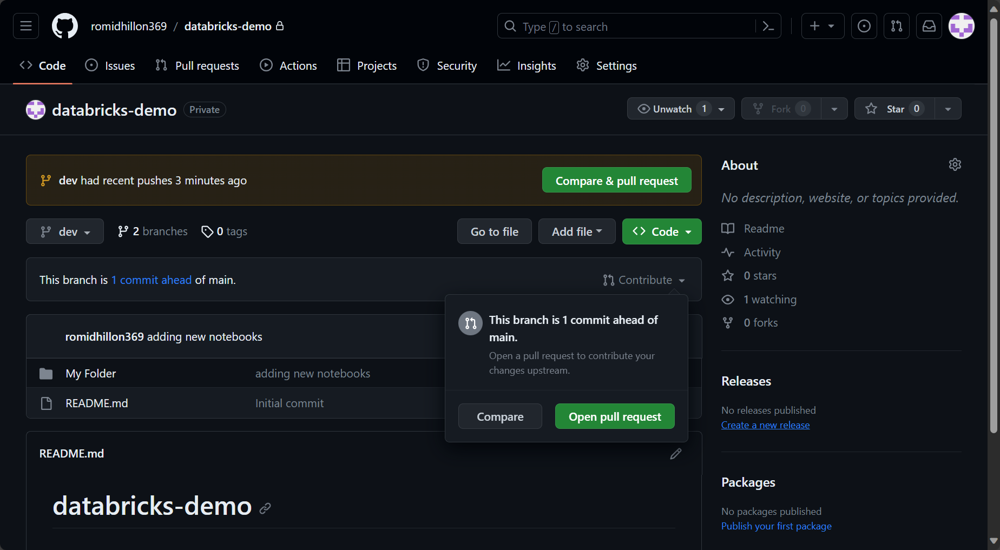 romidhillon369 / databricks-demo
Type / to search
Code Issues Pull requests Actions Projects Security Insights Settings
databricks-demo Private
Unwatch 1 Fork 0 Star 0
dev had recent pushes 3 minutes ago
Compare & pull request
dev 2 branches 0 tags Go to file Add file Code
This branch is 1 commit ahead of main. Contribute
This branch is 1 commit ahead of
main.
Open a pull request to contribute your
changes upstream.
Compare Open pull request
romidhillon369 adding new notebooks
My Folder adding new notebooks
README.md Initial commit
README.md
databricks-demo
About
No description, website, or topics provided.
Readme
Activity
0 stars
1 watching
0 forks
Releases
No releases published
Create a new release
Packages
No packages published
Publish your first package